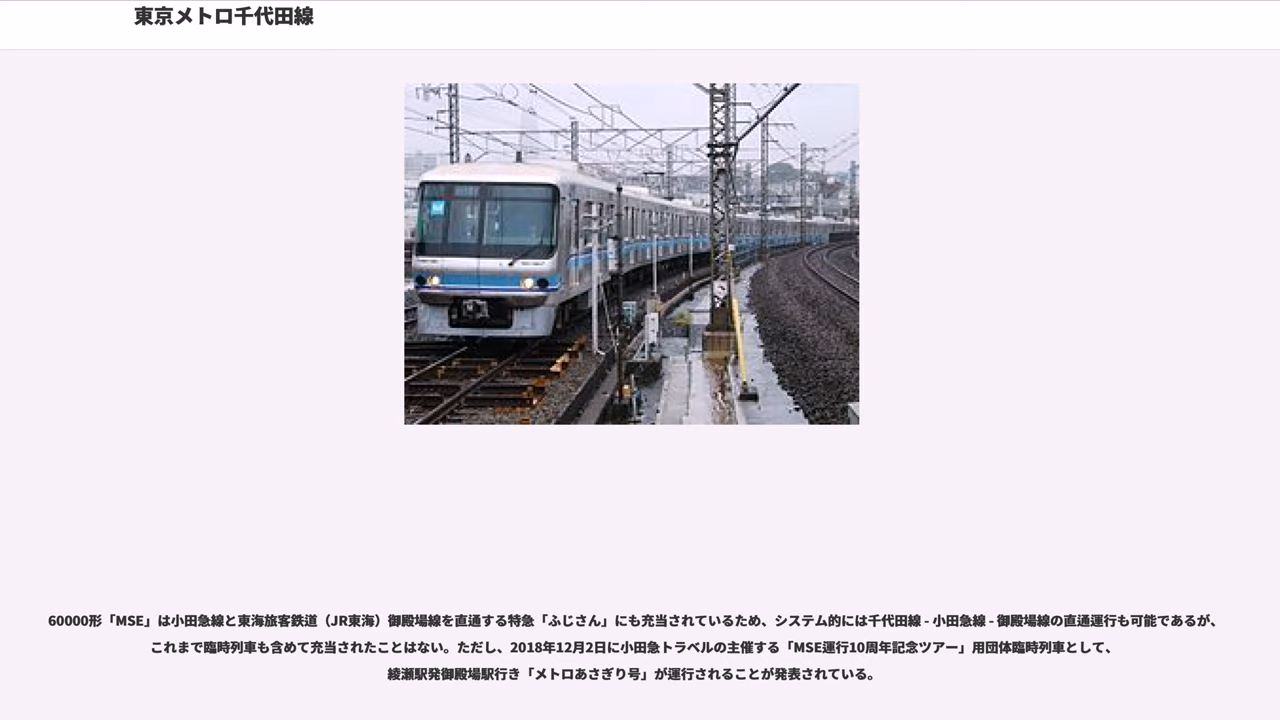 東京メトロ千代田線
60000形「MSE」は小田急線と東海旅客鉄道（JR東海）御殿場線を直通する特急「ふじさん」にも充当されているため、システム的には千代田線 - 小田急線 - 御殿場線の直通運行も可能であるが、
これまで臨時列車も含めて充当されたことはない。ただし、2018年12月2日に小田急トラベルの主催する「MSE運行10周年記念ツアー」用団体臨時列車として、
綾瀬駅発御殿場駅行き「メトロあさぎり号」が運行されることが発表されている。